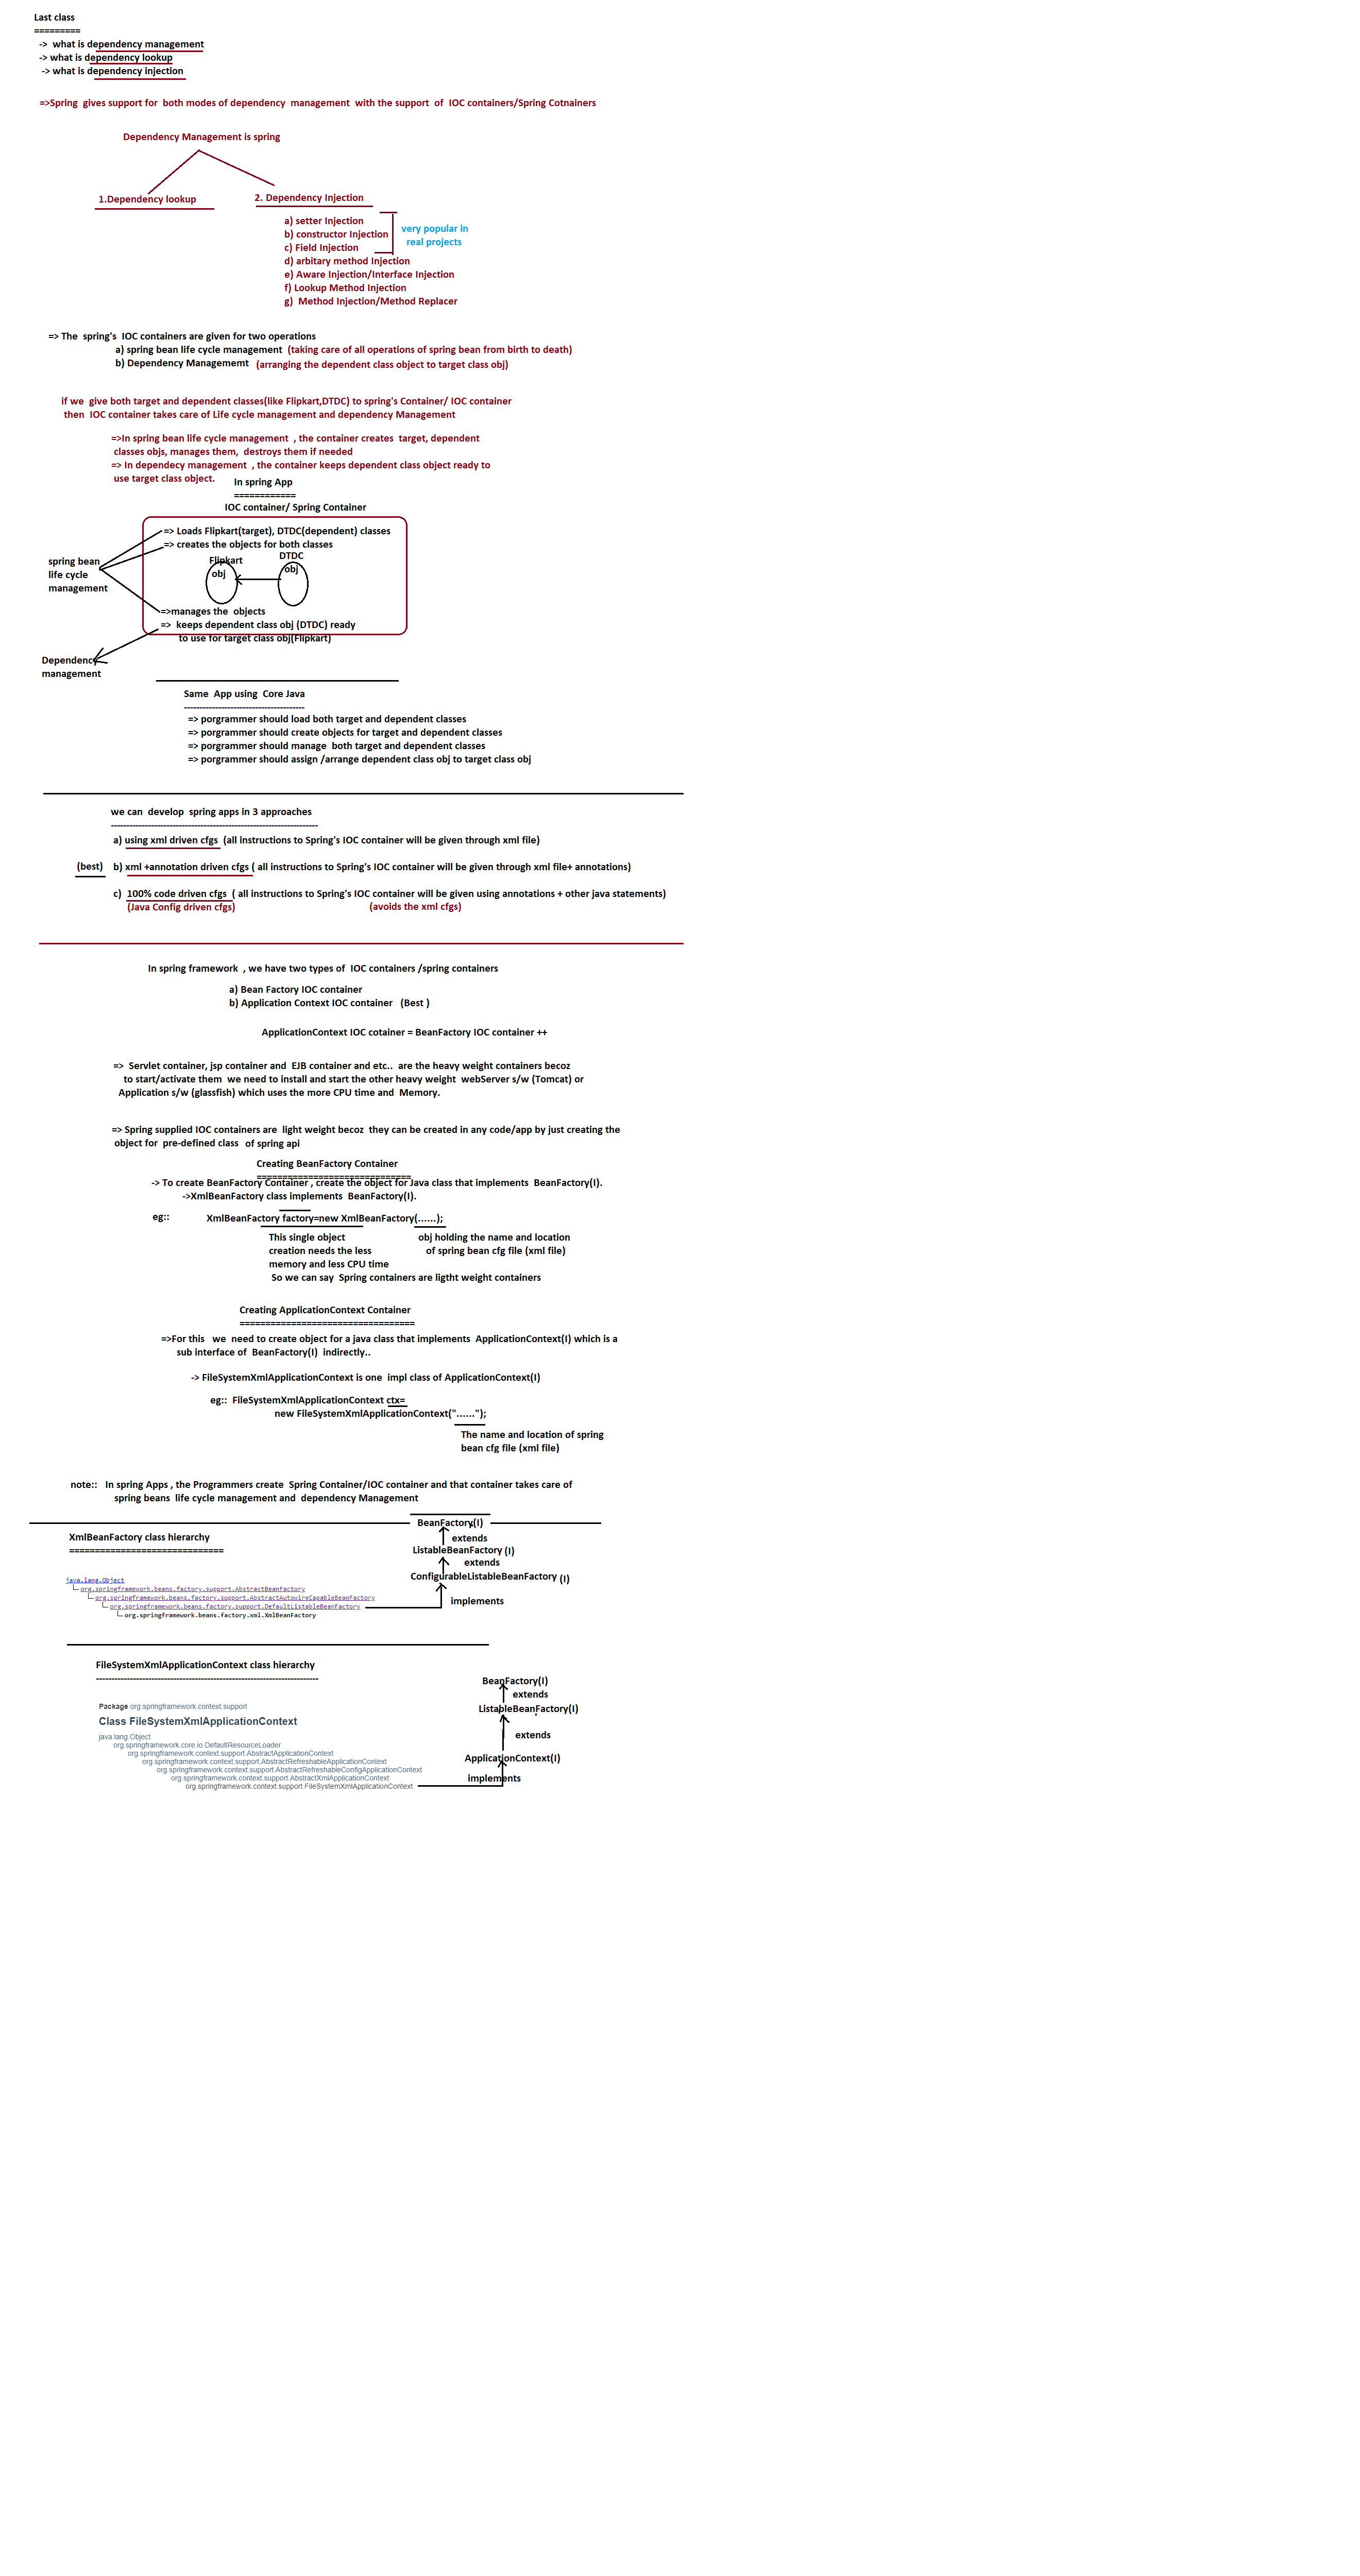 Last class
=========
-> what is dependency management
-> what is dependency lookup
-> what is dependency injection
=>Spring gives support for both modes of dependency management with the support of IOC containers/Spring Cotnainers
Dependency Management is spring
1.Dependency lookup
2. Dependency Injection
a) setter Injection
b) constructor Injection
c) Field Injection
very popular in
real projects
d) arbitary method Injection
e) Aware Injection/Interface Injection
f) Lookup Method Injection
g) Method Injection/Method Replacer
=> The spring's IOC containers are given for two operations
a) spring bean life cycle management (taking care of all operations of spring bean from birth to death)
b) Dependency Managememt (arranging the dependent class object to target class obj)
if we give both target and dependent classes(like Flipkart,DTDC) to spring's Container/ IOC container
then IOC container takes care of Life cycle management and dependency Management
=>In spring bean life cycle management , the container creates target, dependent
classes objs, manages them, destroys them if needed
=> In dependecy management , the container keeps dependent class object ready to
use target class object.
In spring App
============
IOC container/ Spring Container
=> Loads Flipkart(target), DTDC(dependent) classes
=> creates the objects for both classes
spring bean
life cycle
management
Flipkart
obj
DTDC
obj
=>manages the objects
=> keeps dependent class obj (DTDC) ready
to use for target class obj(Flipkart)
Dependency
management
Same App using Core Java
---------------------------------------
=> porgrammer should load both target and dependent classes
=> porgrammer should create objects for target and dependent classes
=> porgrammer should manage both target and dependent classes
=> porgrammer should assign /arrange dependent class obj to target class obj
we can develop spring apps in 3 approaches
-------------------------------------------------------------------
a) using xml driven cfgs (all instructions to Spring's IOC container will be given through xml file)
(best) b) xml +annotation driven cfgs ( all instructions to Spring's IOC container will be given through xml file+ annotations)
c) 100% code driven cfgs ( all instructions to Spring's IOC container will be given using annotations + other java statements)
(Java Config driven cfgs) (avoids the xml cfgs)
In spring framework , we have two types of IOC containers /spring containers
a) Bean Factory IOC container
b) Application Context IOC container (Best )
ApplicationContext IOC cotainer = BeanFactory IOC container ++
=> Servlet container, jsp container and EJB container and etc.. are the heavy weight containers becoz
to start/activate them we need to install and start the other heavy weight webServer s/w (Tomcat) or
Application s/w (glassfish) which uses the more CPU time and Memory.
=> Spring supplied IOC containers are light weight becoz they can be created in any code/app by just creating the
object for pre-defined class of spring api
Creating BeanFactory Container
==============================
-> To create BeanFactory Container , create the object for Java class that implements BeanFactory(I).
->XmlBeanFactory class implements BeanFactory(I).
eg:: XmlBeanFactory factory=new XmlBeanFactory(......);
This single object
creation needs the less
memory and less CPU time
So we can say Spring containers are ligtht weight containers
obj holding the name and location
of spring bean cfg file (xml file)
Creating ApplicationContext Container
==================================
=>For this we need to create object for a java class that implements ApplicationContext(I) which is a
sub interface of BeanFactory(I) indirectly..
-> FileSystemXmlApplicationContext is one impl class of ApplicationContext(I)
eg:: FileSystemXmlApplicationContext ctx=
new FileSystemXmlApplicationContext("......");
The name and location of spring
bean cfg file (xml file)
note:: In spring Apps , the Programmers create Spring Container/IOC container and that container takes care of
spring beans life cycle management and dependency Management
XmlBeanFactory class hierarchy
==============================
java.lang.Object
org.springframework.beans.factory.support.AbstractBeanFactory
org.springframework.beans.factory.support.AbstractAutowireCapableBeanFactory
org.springframework.beans.factory.support.DefaultListableBeanFactory
org.springframework.beans.factory.xml.XmlBeanFactory
BeanFactory(I)
extends
ListableBeanFactory (I)
extends
ConfigurableListableBeanFactory (I)
implements
FileSystemXmlApplicationContext class hierarchy
------------------------------------------------------------------------
Package org.springframework.context.support
Class FileSystemXmlApplicationContext
java.lang.Object
org.springframework.core.io.DefaultResourceLoader
org.springframework.context.support.AbstractApplicationContext
org.springframework.context.support.AbstractRefreshableApplicationContext
org.springframework.context.support.AbstractRefreshableConfigApplicationContext
org.springframework.context.support.AbstractXmlApplicationContext
org.springframework.context.support.FileSystemXmlApplicationContext
BeanFactory(I)
extends
ListableBeanFactory(I)
extends
ApplicationContext(I)
implements